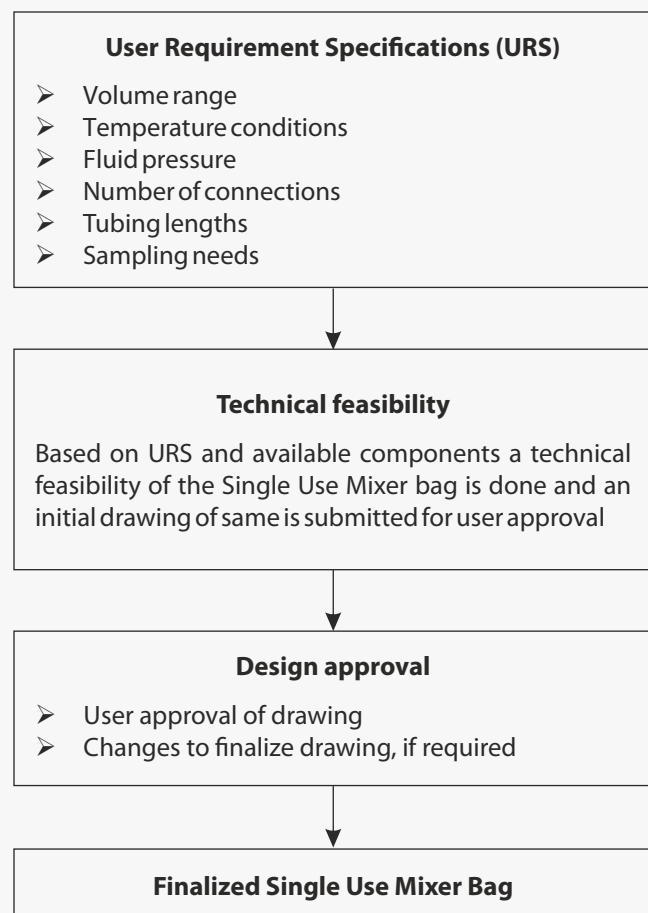 User Requirement Specifications (URS)
➢ Volume range
➢ Temperature conditions
➢ Fluid pressure
➢ Number of connections
➢ Tubing lengths
➢ Sampling needs
Technical feasibility
Based on URS and available components a technical
feasibility of the Single Use Mixer bag is done and an
initial drawing of same is submitted for user approval
Design approval
➢ User approval of drawing
➢ Changes to finalize drawing, if required
Finalized Single Use Mixer Bag